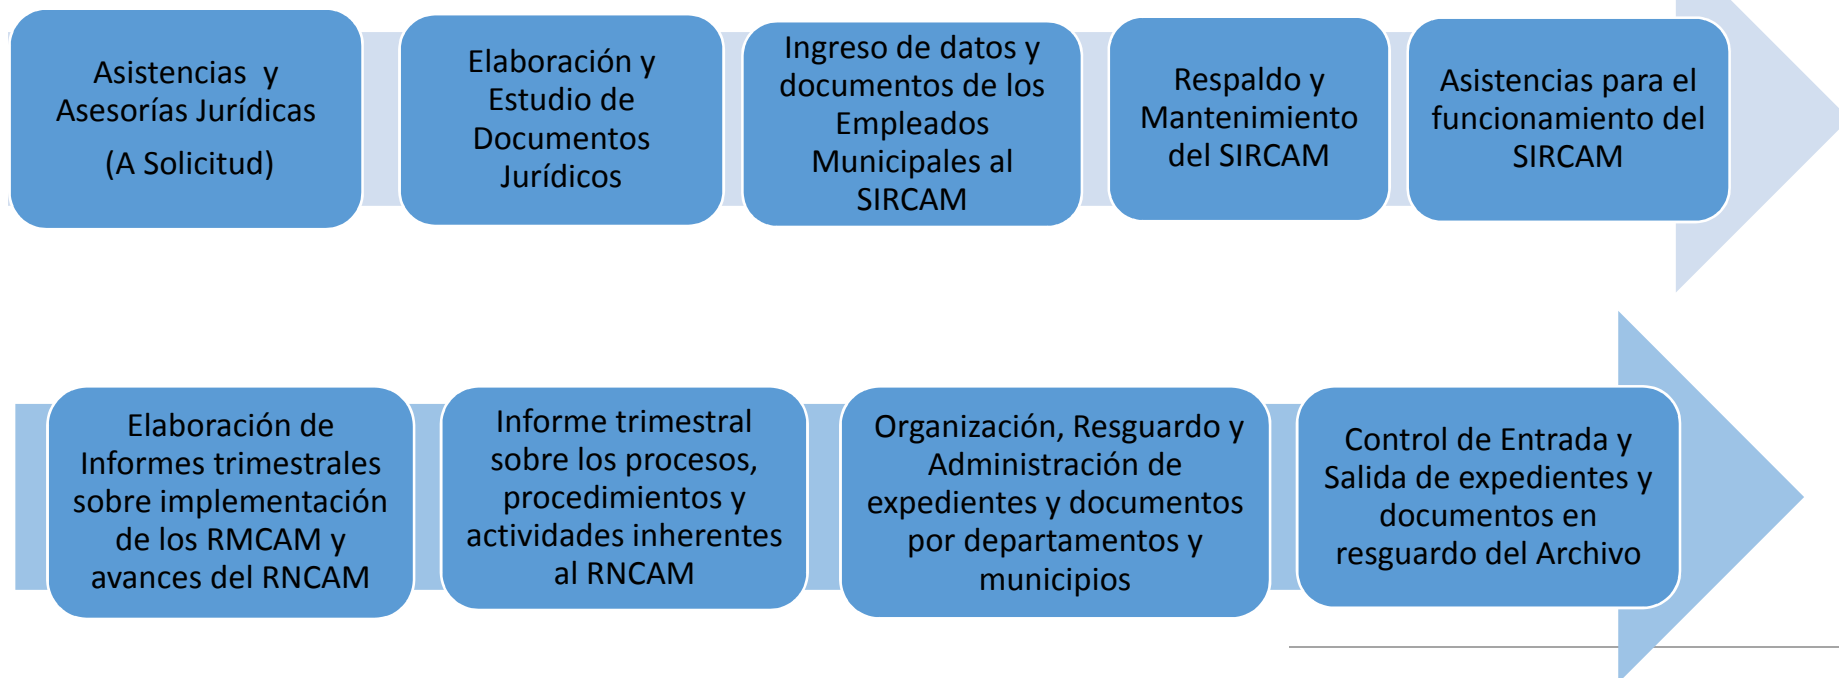 Asistencias y
Asesorías Jurídicas
(A Solicitud)
Elaboración y
Estudio de
Documentos
Jurídicos
Ingreso de datos y
documentos de los
Empleados
Municipales al
SIRCAM
Respaldo y
Mantenimiento
del SIRCAM
Asistencias para el
funcionamiento del
SIRCAM
Elaboración de
Informes trimestrales
sobre implementación
de los RMCAM y
avances del RNCAM
Informe trimestral
sobre los procesos,
procedimientos y
actividades inherentes
al RNCAM
Organización, Resguardo y
Administración de
expedientes y documentos
por departamentos y
municipios
Control de Entrada y
Salida de expedientes y
documentos en
resguardo del Archivo